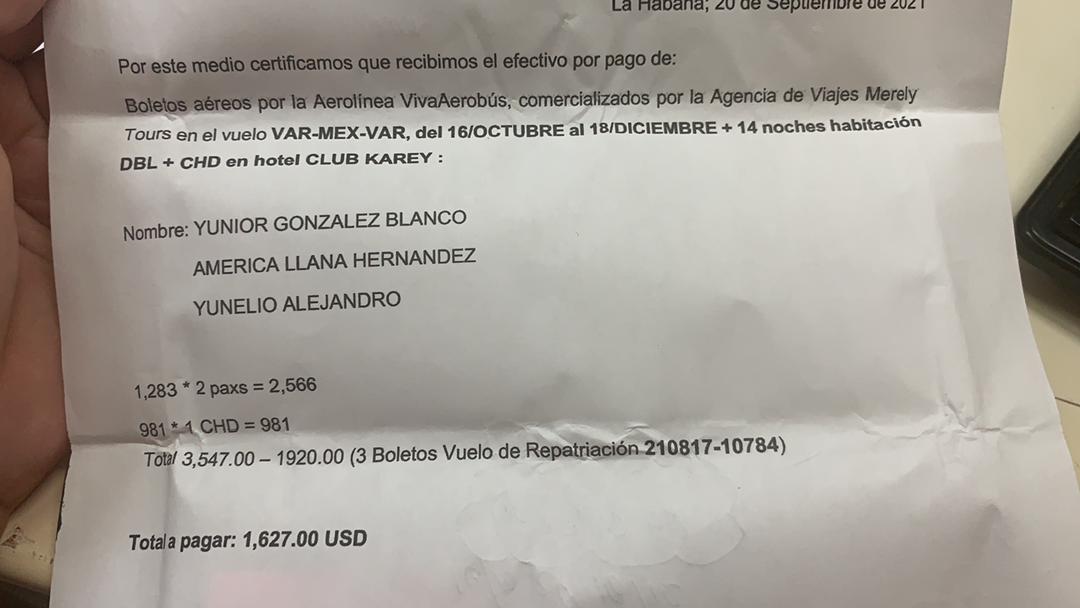 La Habana; 20 de Septiembre de 2021
Por este medio certificamos que recibimos el efectivo por pago de:
Boletos aéreos por la Aerolínea VivaAerobús, comercializados por la Agencia de Viajes Merely
Tours en el vuelo VAR-MEX-VAR, del 16/OCTUBRE al 18/DICIEMBRE + 14 noches habitación
DBL + CHD en hotel CLUB KAREY :
Nombre: YUNIOR GONZALEZ BLANCO
AMERICA LLANA HERNANDEZ
YUNELIO ALEJANDRO
1,283 * 2 paxs = 2,566
981 * 1 CHD = 981
Total 3,547.00 – 1920.00 (3 Boletos Vuelo de Repatriación 210817-10784)
Total a pagar: 1,627.00 USD